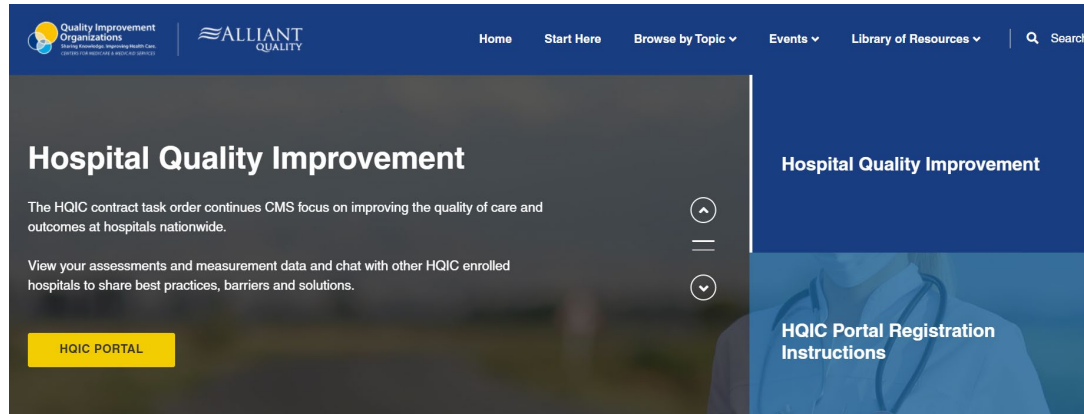 Quality Improvement
Organizations
Sharing Knowledge. Improving Health Care.
CENTERS FOR MEDICARE & MEDICAID SERVICES
ALLIANT
QUALITY
Home Start Here Browse by Topic Events Library of Resources Search
Hospital Quality Improvement
The HQIC contract task order continues CMS focus on improving the quality of care and
outcomes at hospitals nationwide.
View your assessments and measurement data and chat with other HQIC enrolled
hospitals to share best practices, barriers and solutions.
HQIC PORTAL
Hospital Quality Improvement
HQIC Portal Registration
Instructions